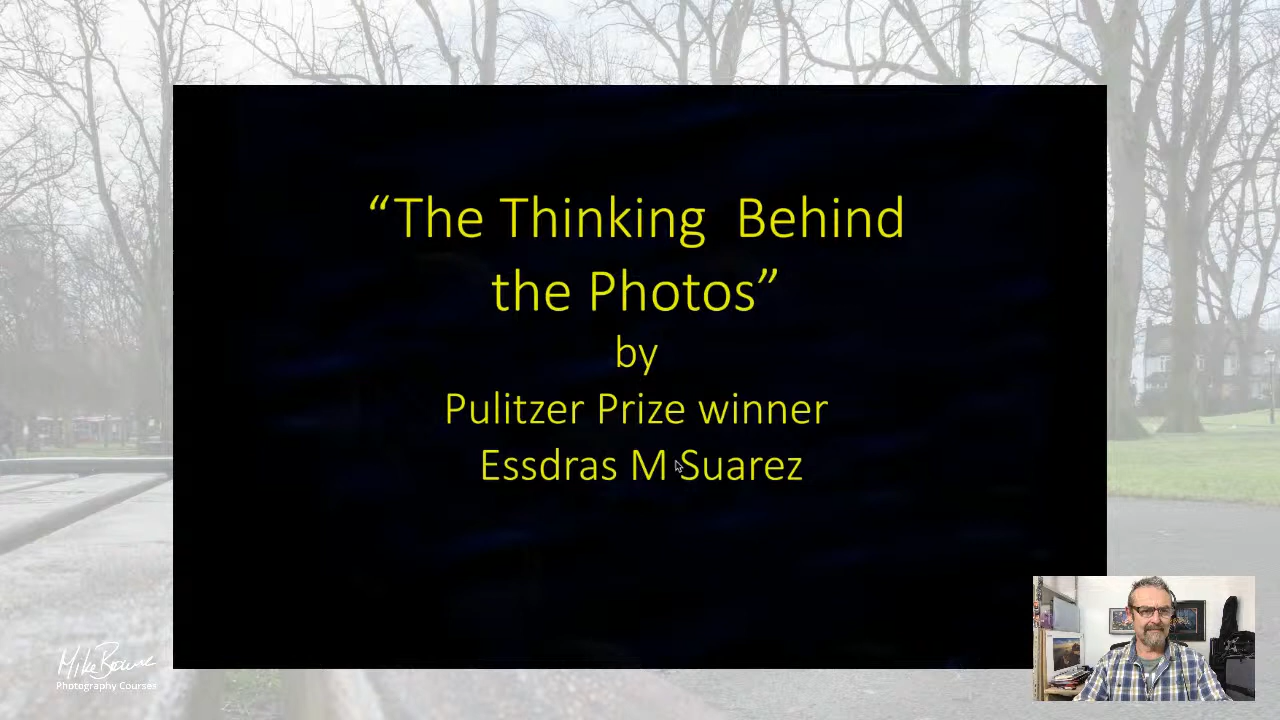 “The Thinking  Behind
the Photos”
by
Pulitzer Prize winner
Essdras M Suarez
Mike Browne
Photography Courses